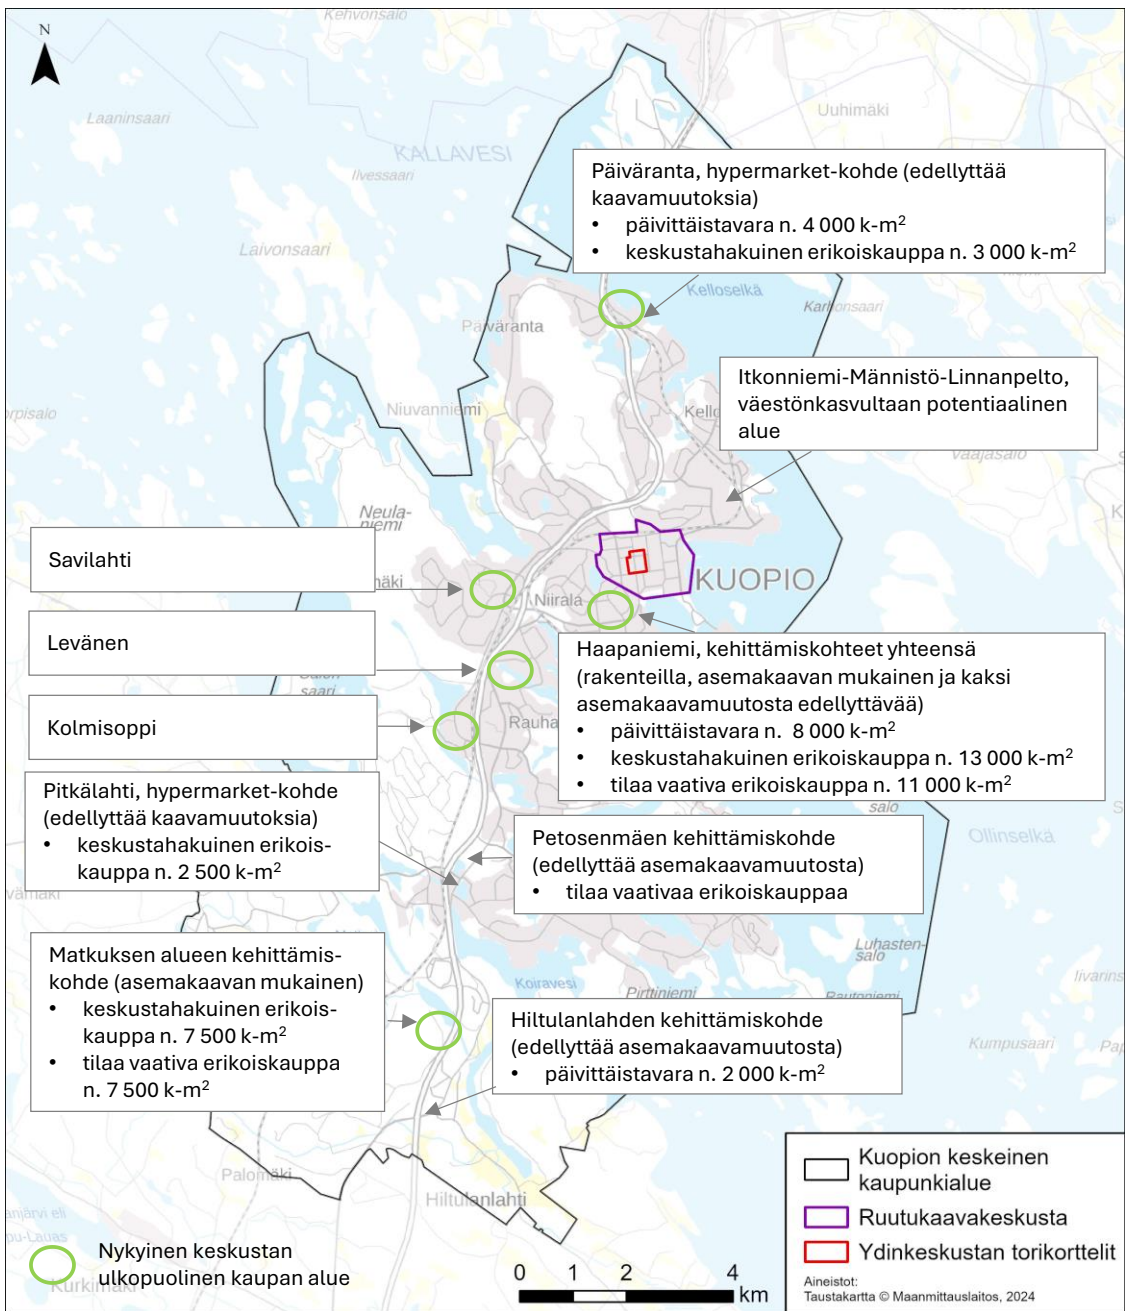 N
Kehvonsalo
Laaninsaari
KALLAVESI
Ilvessaari
Laivonsaari
Uuhimäki
Päiväranta, hypermarket-kohde (edellyttää
kaavamuutoksia)
• päivittäistavara n. 4 000 k-m²
• keskustahakuinen erikoiskauppa n. 3 000 k-m²
Kelloselkä
Karhonsaari
Päiväranta
Itkonniemi-Männistö-Linnanpelto,
väestönkasvultaan potentiaalinen
alue
Niuvanniemi
Kello
Vaajasalo
Neula-
niemi
Savilahti
mäki
Niirala
KUOPIO
Levänen
saari
Kolmisoppi
Rauha
Haapaniemi, kehittämiskohteet yhteensä
(rakenteilla, asemakaavan mukainen ja kaksi
asemakaavamuutosta edellyttävää)
• päivittäistavara n. 8 000 k-m²
• keskustahakuinen erikoiskauppa n. 13 000 k-m²
• tilaa vaativa erikoiskauppa n. 11 000 k-m²
salo
Ollinselkä
Pitkälahti, hypermarket-kohde
(edellyttää kaavamuutoksia)
• keskustahakuinen erikois-
kauppa n. 2 500 k-m²
Petosenmäen kehittämiskohde
(edellyttää asemakaavamuutosta)
• tilaa vaativaa erikoiskauppaa
Luhasten-
salo
Matkuksen alueen kehittämis-
kohde (asemakaavan mukainen)
• keskustahakuinen erikois-
kauppa n. 7 500 k-m²
• tilaa vaativa erikoiskauppa
n. 7 500 k-m²
Koiravesi
Pirttiniemi
Rautoniemi
Kumpusaari
Hiltulanlahden kehittämiskohde
(edellyttää asemakaavamuutosta)
• päivittäistavara n. 2 000 k-m²
Palomäki
Hiltulanlahti
Kurkimäki
Nykyinen keskustan
ulkopuolinen kaupan alue
0 1 2 4
km
Kuopion keskeinen
kaupunkialue
Ruutukaavakeskusta
Ydinkeskustan torikorttelit
Aineistot:
Taustakartta © Maanmittauslaitos, 2024